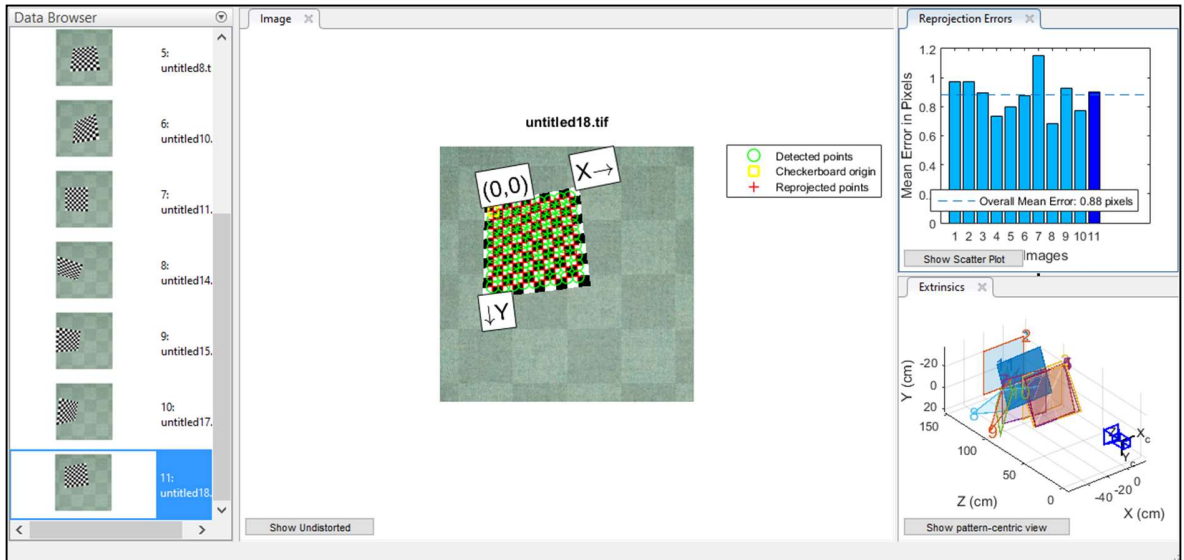 Data Browser
5:
untitled8.t
6:
untitled10.
7:
untitled11.
8:
untitled14.
9:
untitled15.
10:
untitled17.
11:
untitled18.
Image
untitled18.tif
(0,0)
X→
↓Y
Detected points
Checkerboard origin
Reprojected points
Show Undistorted
Reprojection Errors
Mean Error in Pixels
1.2
1
0.8
0.6
0.4
0.
0
Overall Mean Error: 0.88 pixels
1 2 3 4 5 6 7 8 9 10 11
Show Scatter Plot
Images
Extrinsics
Y (cm)
-20
0
20
150
100
50
0
Z (cm)
-40 -20 0
X (cm)
2
8
9
Xc
Yc
Show pattern-centric view